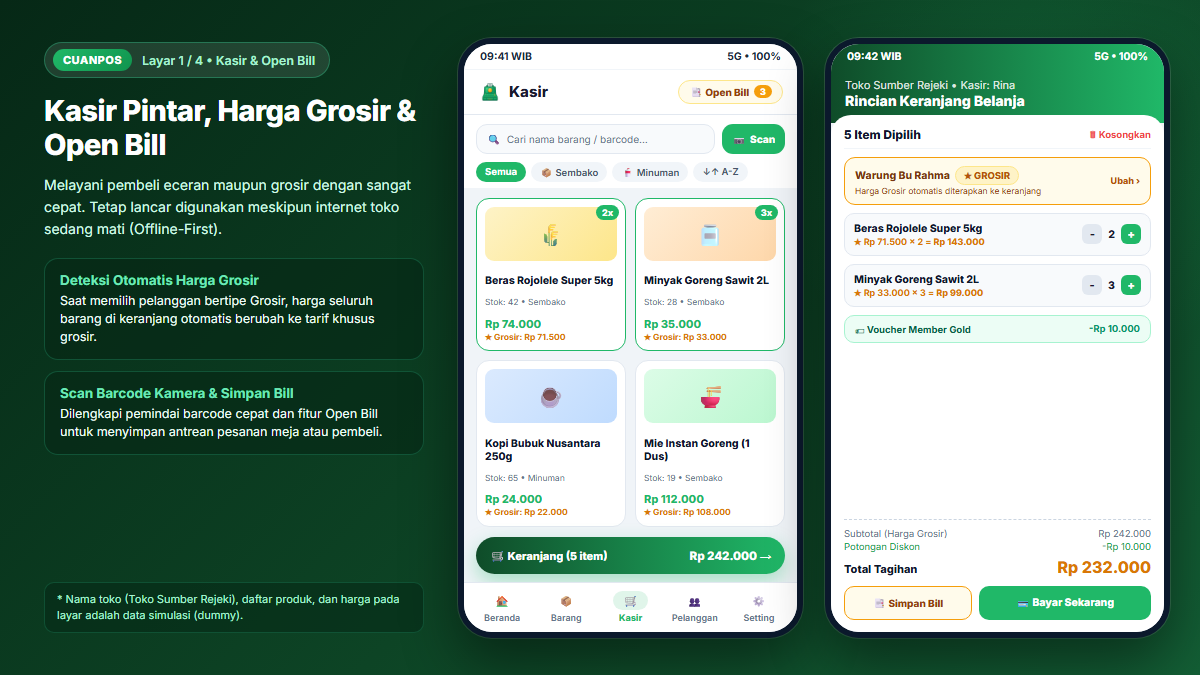 CUANPOS
Layar 1 / 4 • Kasir & Open Bill
Kasir Pintar, Harga Grosir &
Open Bill
Melayani pembeli eceran maupun grosir dengan sangat
cepat. Tetap lancar digunakan meskipun internet toko
sedang mati (Offline-First).
Deteksi Otomatis Harga Grosir
Saat memilih pelanggan bertipe Grosir, harga seluruh
barang di keranjang otomatis berubah ke tarif khusus
grosir.
Scan Barcode Kamera & Simpan Bill
Dilengkapi pemindai barcode cepat dan fitur Open Bill
untuk menyimpan antrean pesanan meja atau pembeli.
* Nama toko (Toko Sumber Rejeki), daftar produk, dan harga pada
layar adalah data simulasi (dummy).
09:41 WIB
5G • 100%
Kasir
Open Bill 3
Cari nama barang / barcode...
Scan
Semua
Sembako
Minuman
↓↑ A-Z
2x
Beras Rojolele Super 5kg
Stok: 42 • Sembako
Rp 74.000
★ Grosir: Rp 71.500
3x
Minyak Goreng Sawit 2L
Stok: 28 • Sembako
Rp 35.000
★ Grosir: Rp 33.000
Kopi Bubuk Nusantara
250g
Stok: 65 • Minuman
Rp 24.000
★ Grosir: Rp 22.000
Mie Instan Goreng (1
Dus)
Stok: 19 • Sembako
Rp 112.000
★ Grosir: Rp 108.000
Keranjang (5 item)
Rp 242.000 →
Beranda
Barang
Kasir
Pelanggan
Setting
09:42 WIB
5G • 100%
Toko Sumber Rejeki • Kasir: Rina
Rincian Keranjang Belanja
5 Item Dipilih
Kosongkan
Warung Bu Rahma
★ GROSIR
Harga Grosir otomatis diterapkan ke keranjang
Ubah ›
Beras Rojolele Super 5kg
★ Rp 71.500 × 2 = Rp 143.000
- 2 +
Minyak Goreng Sawit 2L
★ Rp 33.000 × 3 = Rp 99.000
- 3 +
Voucher Member Gold
-Rp 10.000
Subtotal (Harga Grosir)
Rp 242.000
Potongan Diskon
-Rp 10.000
Total Tagihan
Rp 232.000
Simpan Bill
Bayar Sekarang